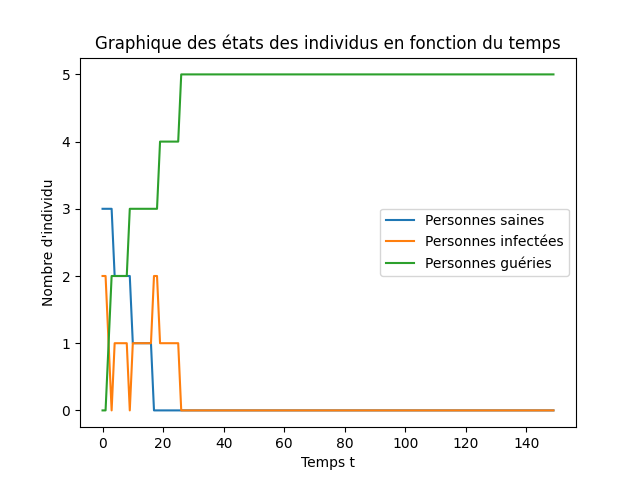 Graphique des états des individus en fonction du temps
5
4
3
2
1
0
Nombre d'individu
Personnes saines
Personnes infectées
Personnes guéries
0 20 40 60 80 100 120 140
Temps t